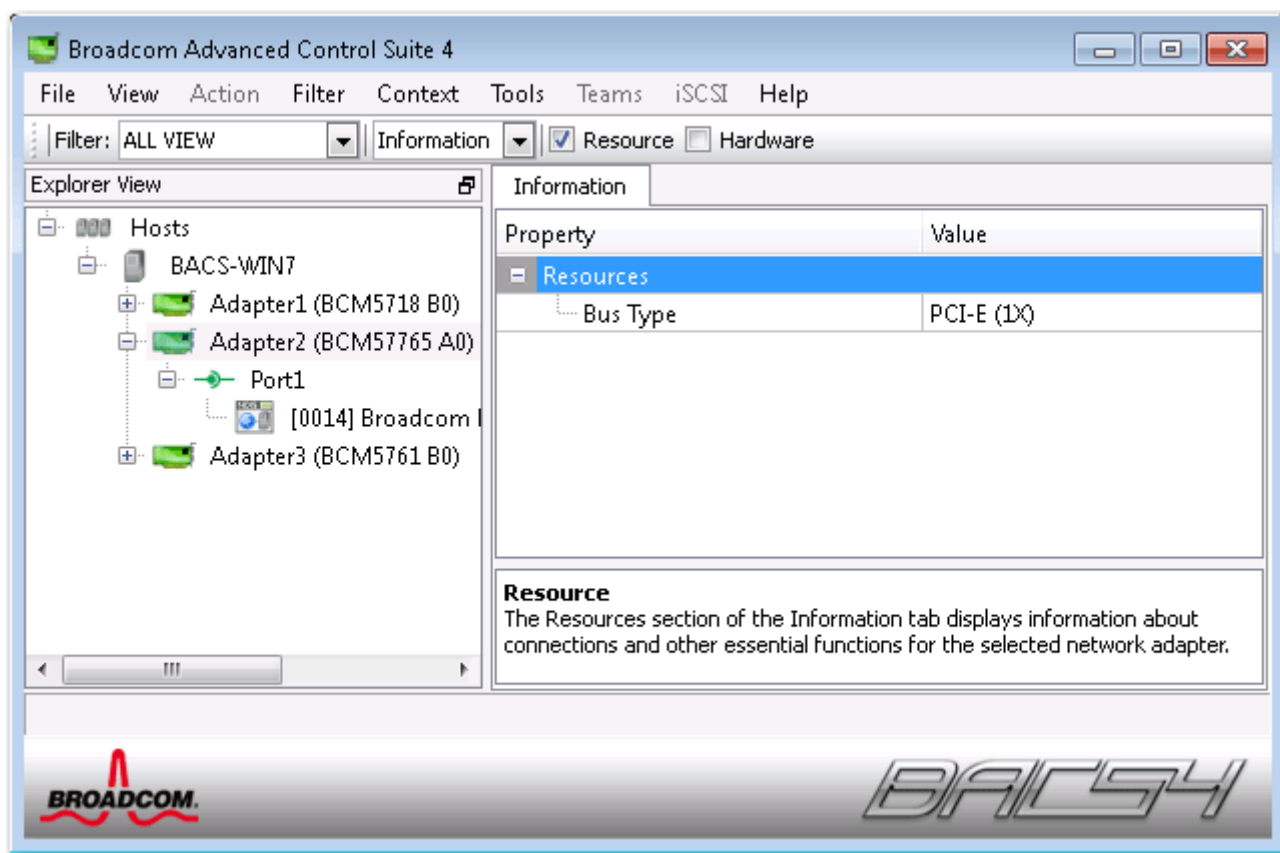 Broadcom Advanced Control Suite 4
File View Action Filter Context Tools Teams iSCSI Help
Filter: ALL VIEW Information Resource Hardware
Explorer View
Hosts
BACS-WIN7
Adapter1 (BCM5718 B0)
Adapter2 (BCM57765 A0)
Port1
[0014] Broadcom
Adapter3 (BCM5761 B0)
Information
Property Value
Resources
Bus Type PCI-E (1X)
Resource
The Resources section of the Information tab displays information about
connections and other essential functions for the selected network adapter.
BROADCOM.
BACS4